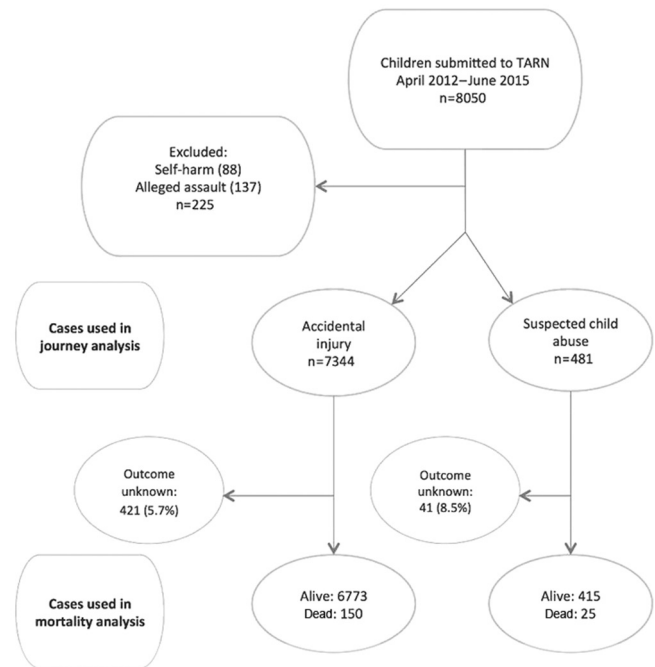 Children submitted to TARN
April 2012–June 2015
n=8050
Excluded:
Self-harm (88)
Alleged assault (137)
n=225
Cases used in
journey analysis
Accidental
injury
n=7344
Suspected child
abuse
n=481
Outcome
unknown:
421 (5.7%)
Outcome
unknown:
41 (8.5%)
Cases used in
mortality analysis
Alive: 6773
Dead: 150
Alive: 415
Dead: 25